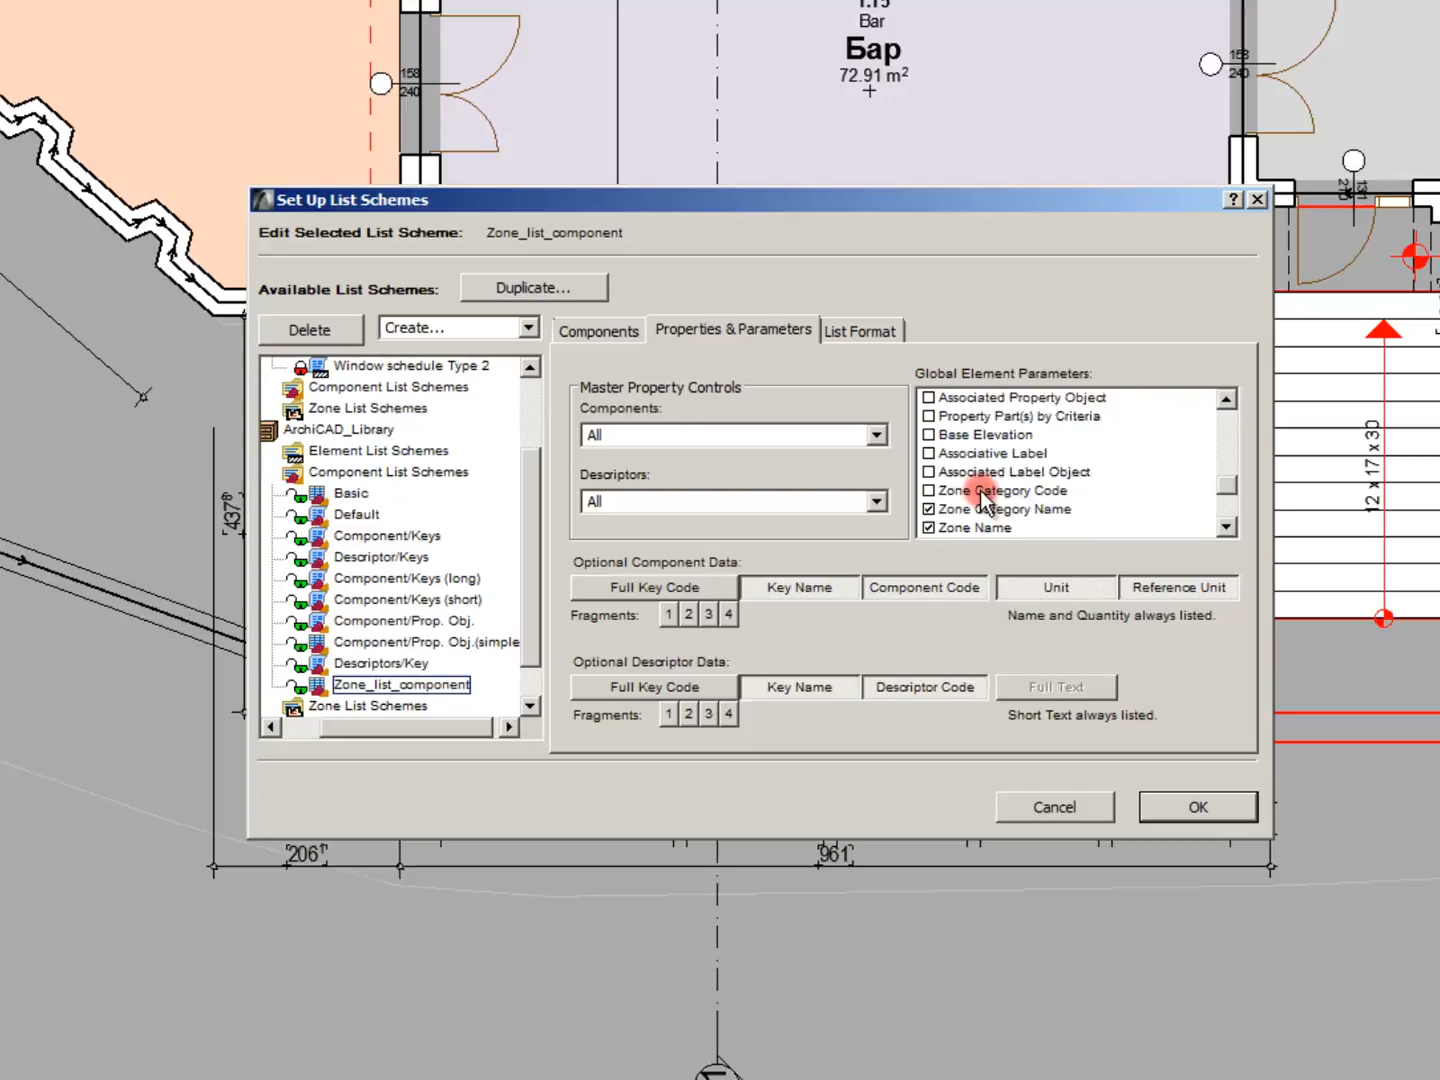 1.15
Bar
Бар
72.91 m²
158
240
158
240
131
210
Set Up List Schemes
Edit Selected List Scheme: Zone_list_component
Available List Schemes:
Duplicate...
Delete
Create...
Components
Properties & Parameters
List Format
Window schedule Type 2
Component List Schemes
Zone List Schemes
ArchiCAD_Library
Element List Schemes
Component List Schemes
Basic
Default
Component/Keys
Descriptor/Keys
Component/Keys (long)
Component/Keys (short)
Component/Prop. Obj.
Component/Prop. Obj.(simple
Descriptors/Key
Zone_list_component
Zone List Schemes
Master Property Controls
Components:
All
Descriptors:
All
Global Element Parameters:
Associated Property Object
Property Part(s) by Criteria
Base Elevation
Associative Label
Associated Label Object
Zone Category Code
Zone Category Name
Zone Name
Optional Component Data:
Full Key Code
Key Name
Component Code
Unit
Reference Unit
Fragments: 1 2 3 4
Name and Quantity always listed.
Optional Descriptor Data:
Full Key Code
Key Name
Descriptor Code
Full Text
Fragments: 1 2 3 4
Short Text always listed.
Cancel
OK
12 x 17 x 30
437⁸
206¹
961¹